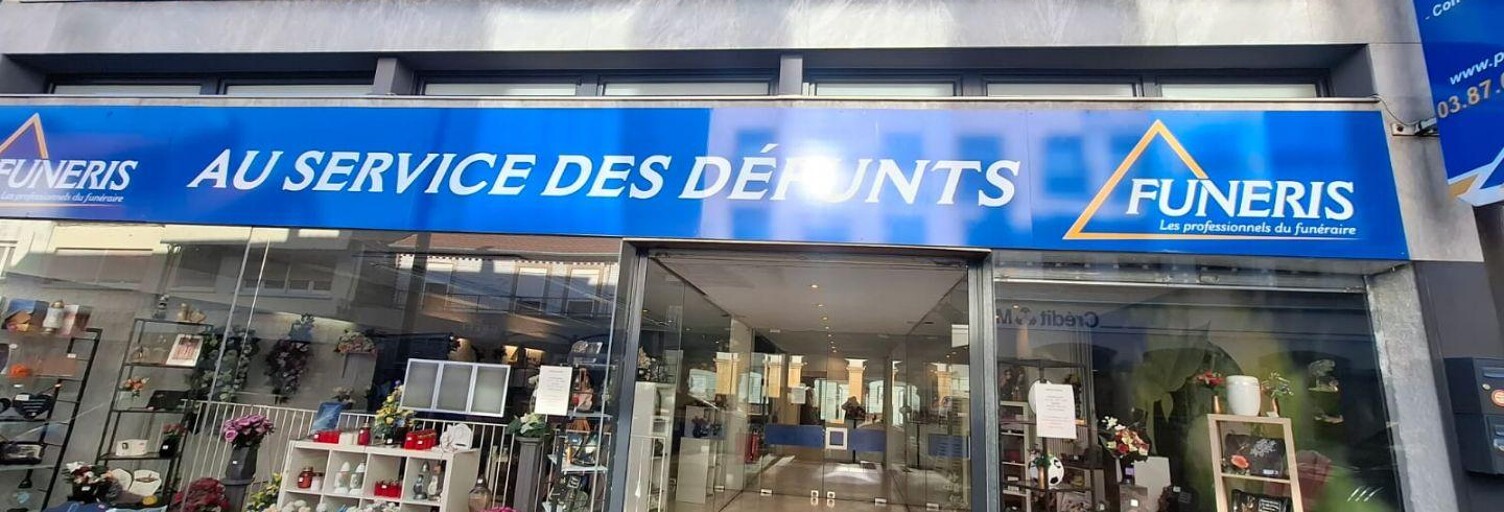 FUNERIS
Les professionnels du funéraire
AU SERVICE DES DÉFUNTS
FUNERIS
Les professionnels du funéraire
www.p
03.87.
Crédit M